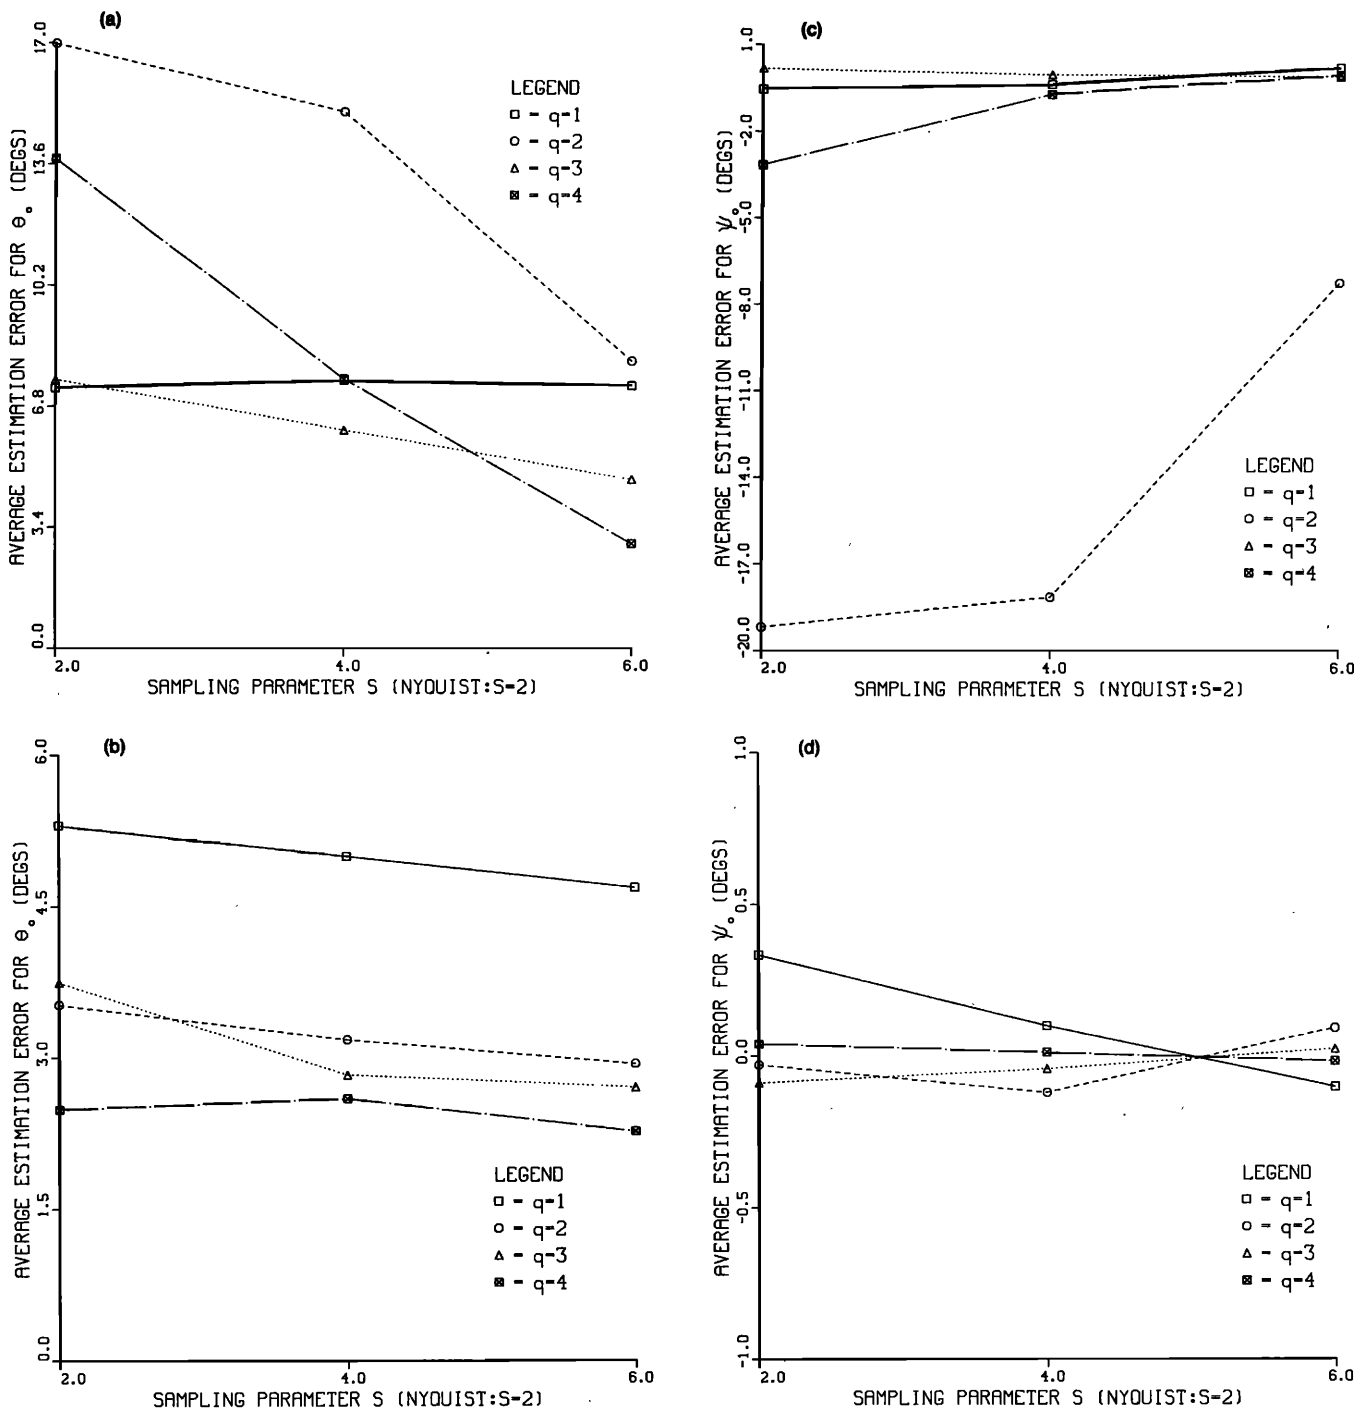 (a)
AVERAGE ESTIMATION ERROR FOR θ₀ (DEGS)
17.0
13.6
10.2
6.8
3.4
0.0
2.0 4.0 6.0
SAMPLING PARAMETER S (NYQUIST:S=2)
LEGEND
= q=1
= q=2
= q=3
= q=4
(c)
AVERAGE ESTIMATION ERROR FOR ψ₀ (DEGS)
1.0
-2.0
-5.0
-8.0
-11.0
-14.0
-17.0
-20.0
2.0 4.0 6.0
SAMPLING PARAMETER S (NYQUIST:S=2)
LEGEND
= q=1
= q=2
= q=3
= q=4
(b)
AVERAGE ESTIMATION ERROR FOR θ₀ (DEGS)
6.0
4.5
3.0
1.5
0.0
2.0 4.0 6.0
SAMPLING PARAMETER S (NYQUIST:S=2)
LEGEND
= q=1
= q=2
= q=3
= q=4
(d)
AVERAGE ESTIMATION ERROR FOR ψ₀ (DEGS)
1.0
0.5
0.0
-0.5
-1.0
2.0 4.0 6.0
SAMPLING PARAMETER S (NYQUIST:S=2)
LEGEND
= q=1
= q=2
= q=3
= q=4